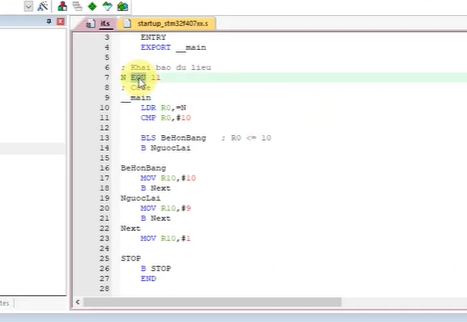 its startup_stm32f407xx.s
3 ENTRY
4 EXPORT __main
5
6 ; Khai bao du lieu
7 N EQU 11
8 ; Code
9 __main
10 LDR R0,=N
11 CMP R0,#10
12
13 BLS BeHonBang ; R0 <= 10
14 B NguocLai
15
16 BeHonBang
17 MOV R10,#10
18 B Next
19 NguocLai
20 MOV R10,#9
21 B Next
22 Next
23 MOV R10,#1
24
25 STOP
26 B STOP
27 END
28